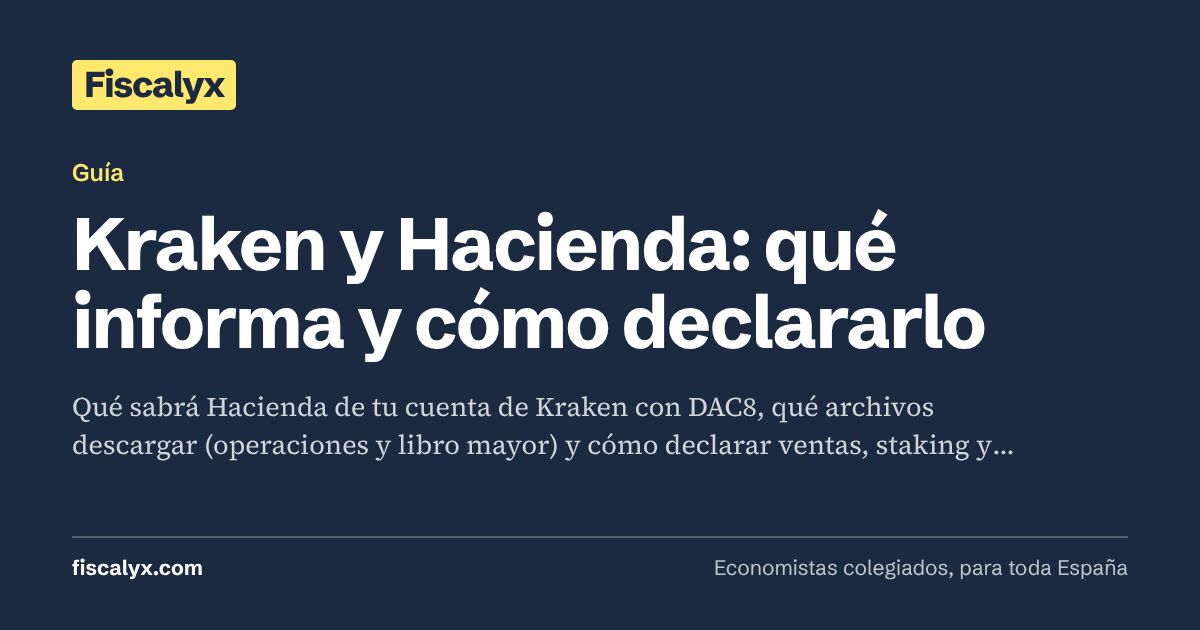 Fiscalyx
Guía
Kraken y Hacienda: qué
informa y cómo declararlo
Qué sabrá Hacienda de tu cuenta de Kraken con DAC8, qué archivos
descargar (operaciones y libro mayor) y cómo declarar ventas, staking y...
fiscalyx.com
Economistas colegiados, para toda España